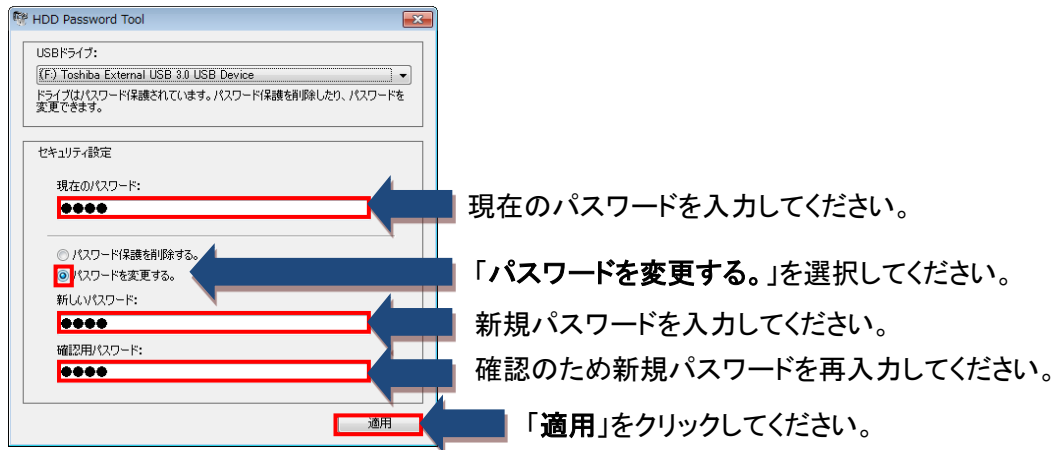 HDD Password Tool
USBドライブ:
(F:) Toshiba External USB 3.0 USB Device
ドライブはパスワード保護されています。パスワード保護を削除したり、パスワードを
変更できます。
セキュリティ設定
現在のパスワード:
●●●●
現在のパスワードを入力してください。
パスワード保護を削除する。
パスワードを変更する。
「パスワードを変更する。」を選択してください。
新しいパスワード:
●●●●
新規パスワードを入力してください。
確認用パスワード:
●●●●
確認のため新規パスワードを再入力してください。
適用
「適用」をクリックしてください。